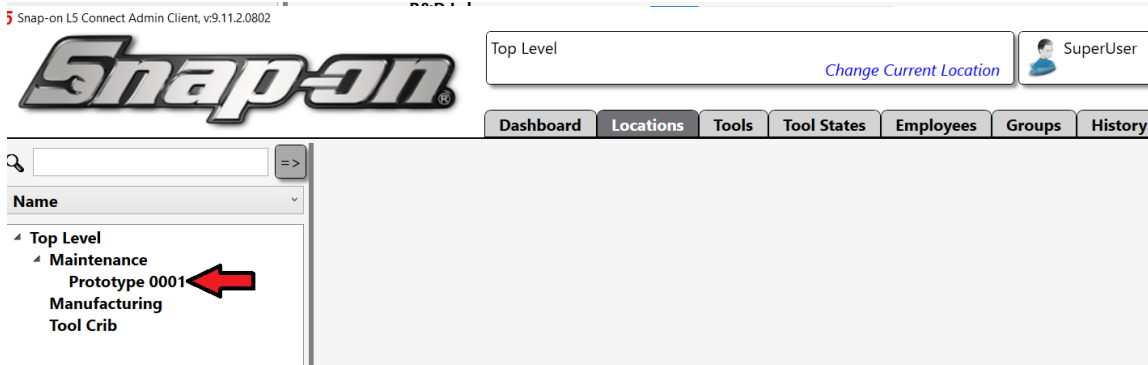 5 Snap-on L5 Connect Admin Client, v:9.11.2.0802
Snap-on®
Top Level
Change Current Location
SuperUser
Dashboard Locations Tools Tool States Employees Groups History
=>
Name
Top Level
Maintenance
Prototype 0001
Manufacturing
Tool Crib